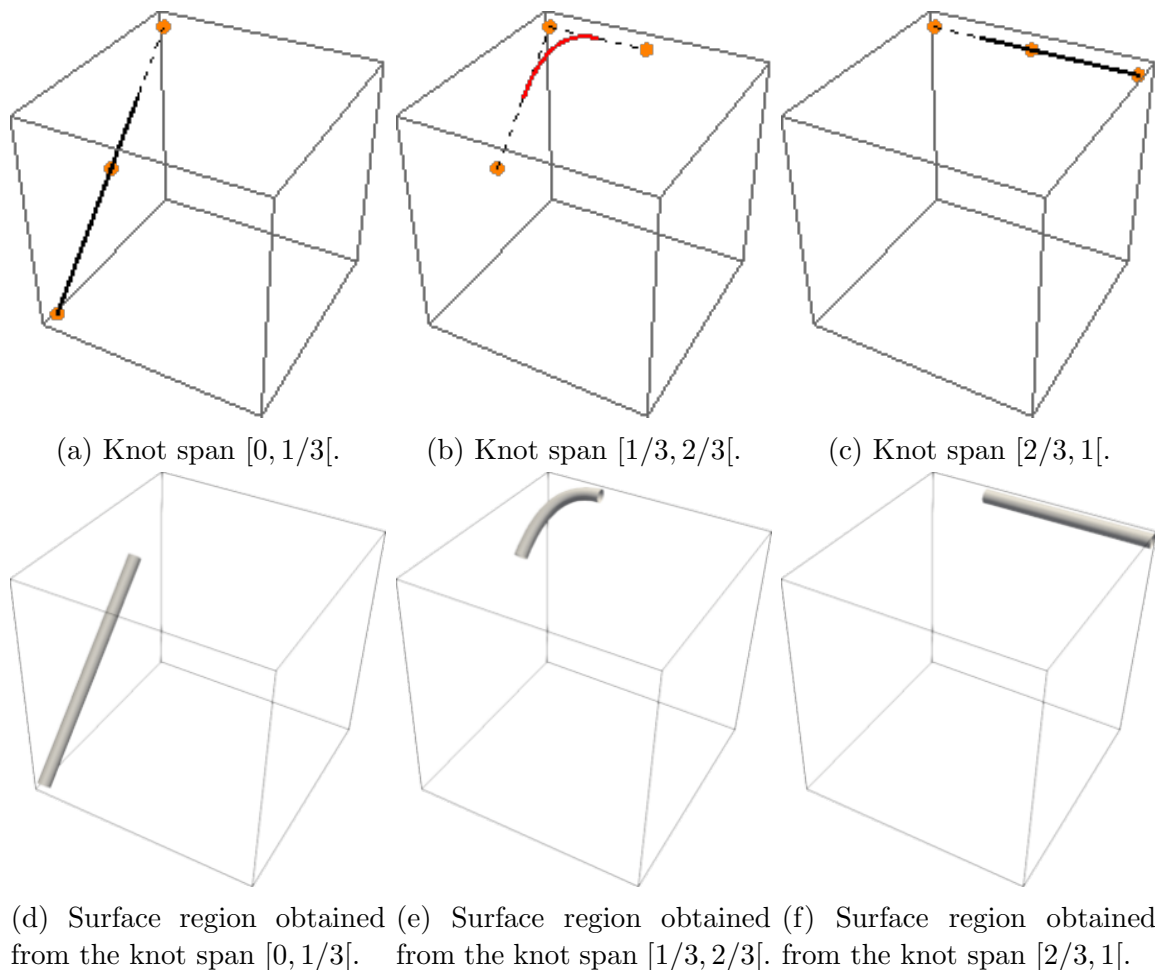 (a) Knot span [0, 1/3[.
(b) Knot span [1/3, 2/3[.
(c) Knot span [2/3, 1[.
(d) Surface region obtained
from the knot span [0, 1/3[.
(e) Surface region obtained
from the knot span [1/3, 2/3[.
(f) Surface region obtained
from the knot span [2/3, 1[.